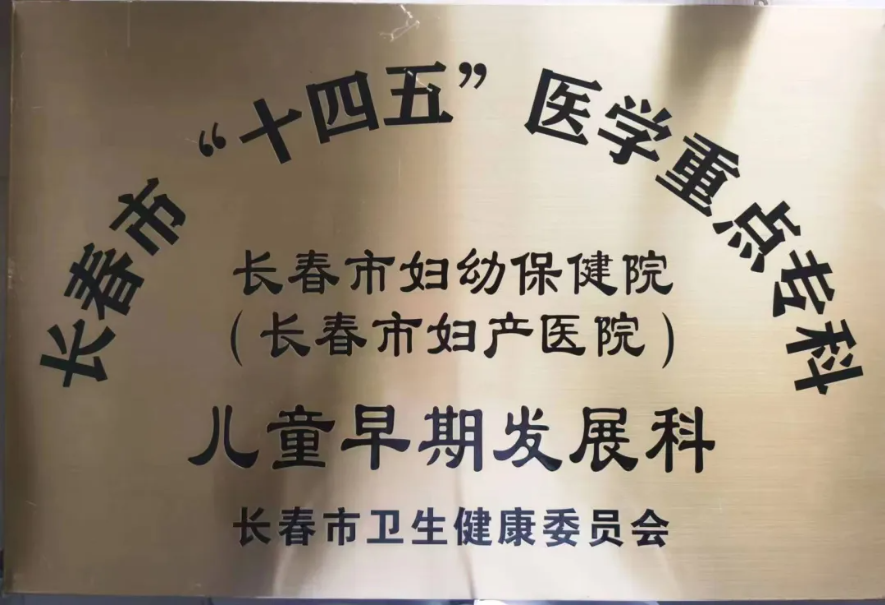 长春市“十四五”医学重点专科
长春市妇幼保健院
(长春市妇产医院)
儿童早期发展科
长春市卫生健康委员会